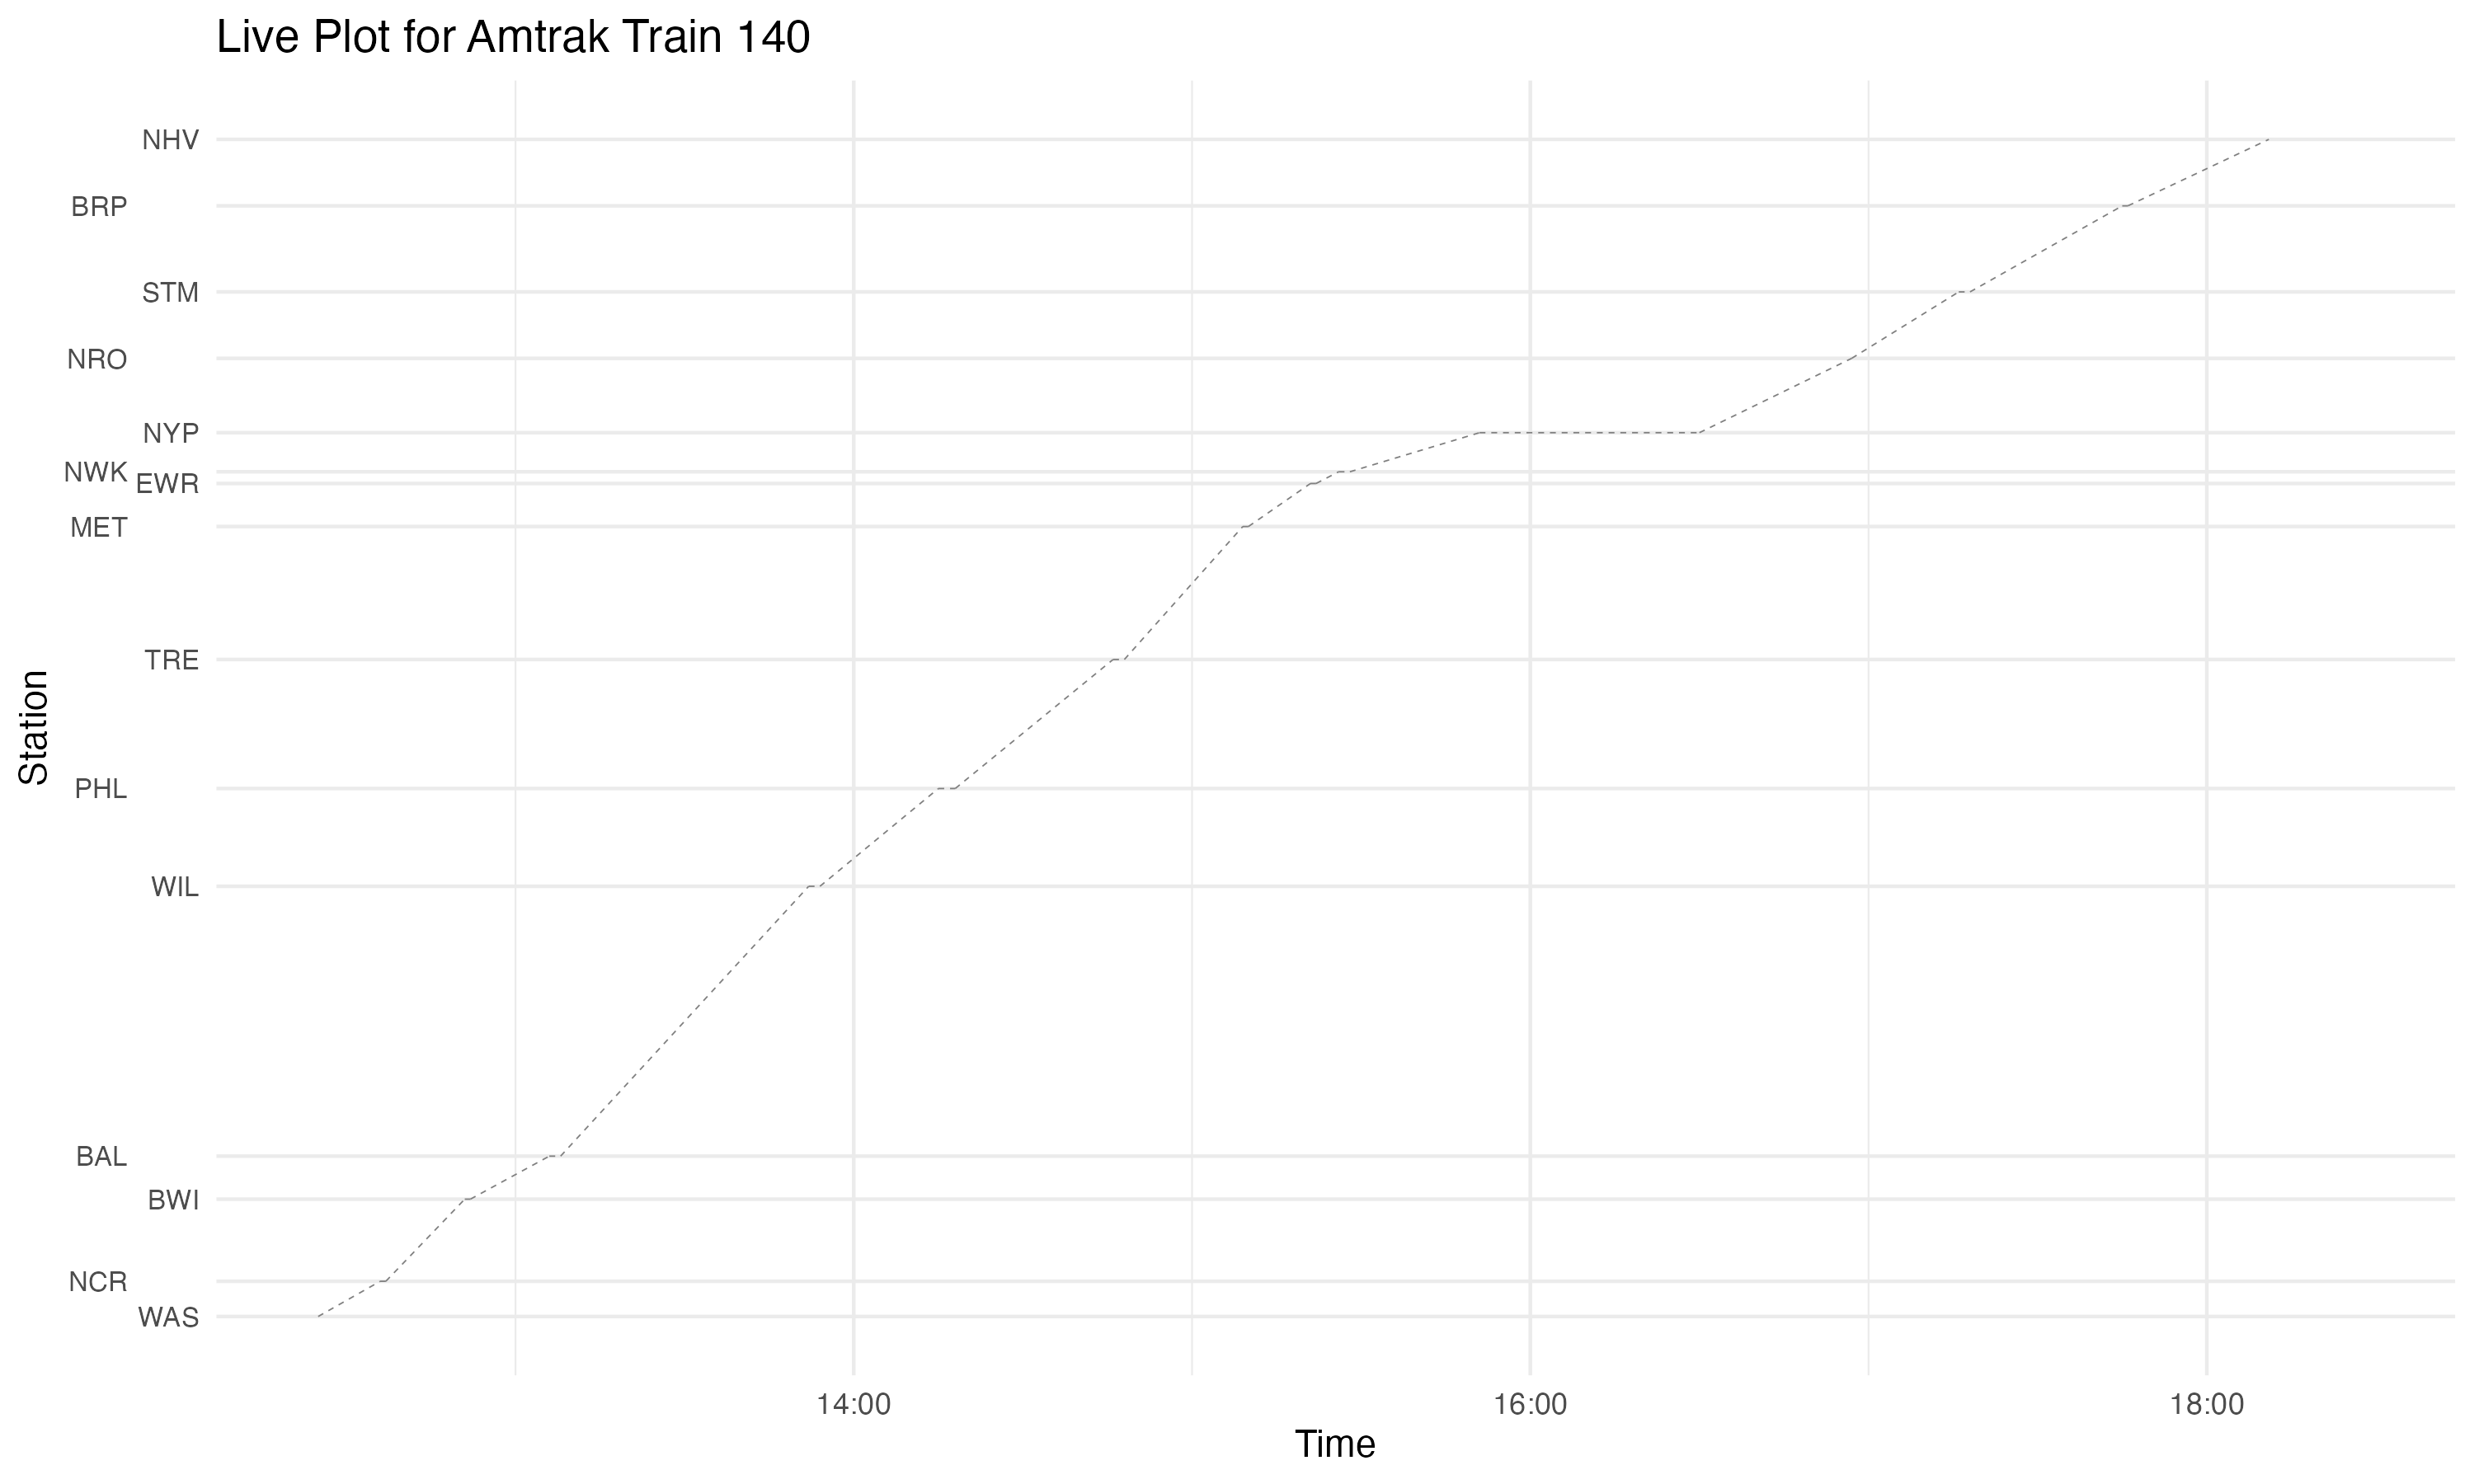 Live Plot for Amtrak Train 140
NHV
BRP
STM
NRO
NYP
NWK
EWR
MET
TRE
PHL
WIL
BAL
BWI
NCR
WAS
Station
14:00 16:00 18:00
Time